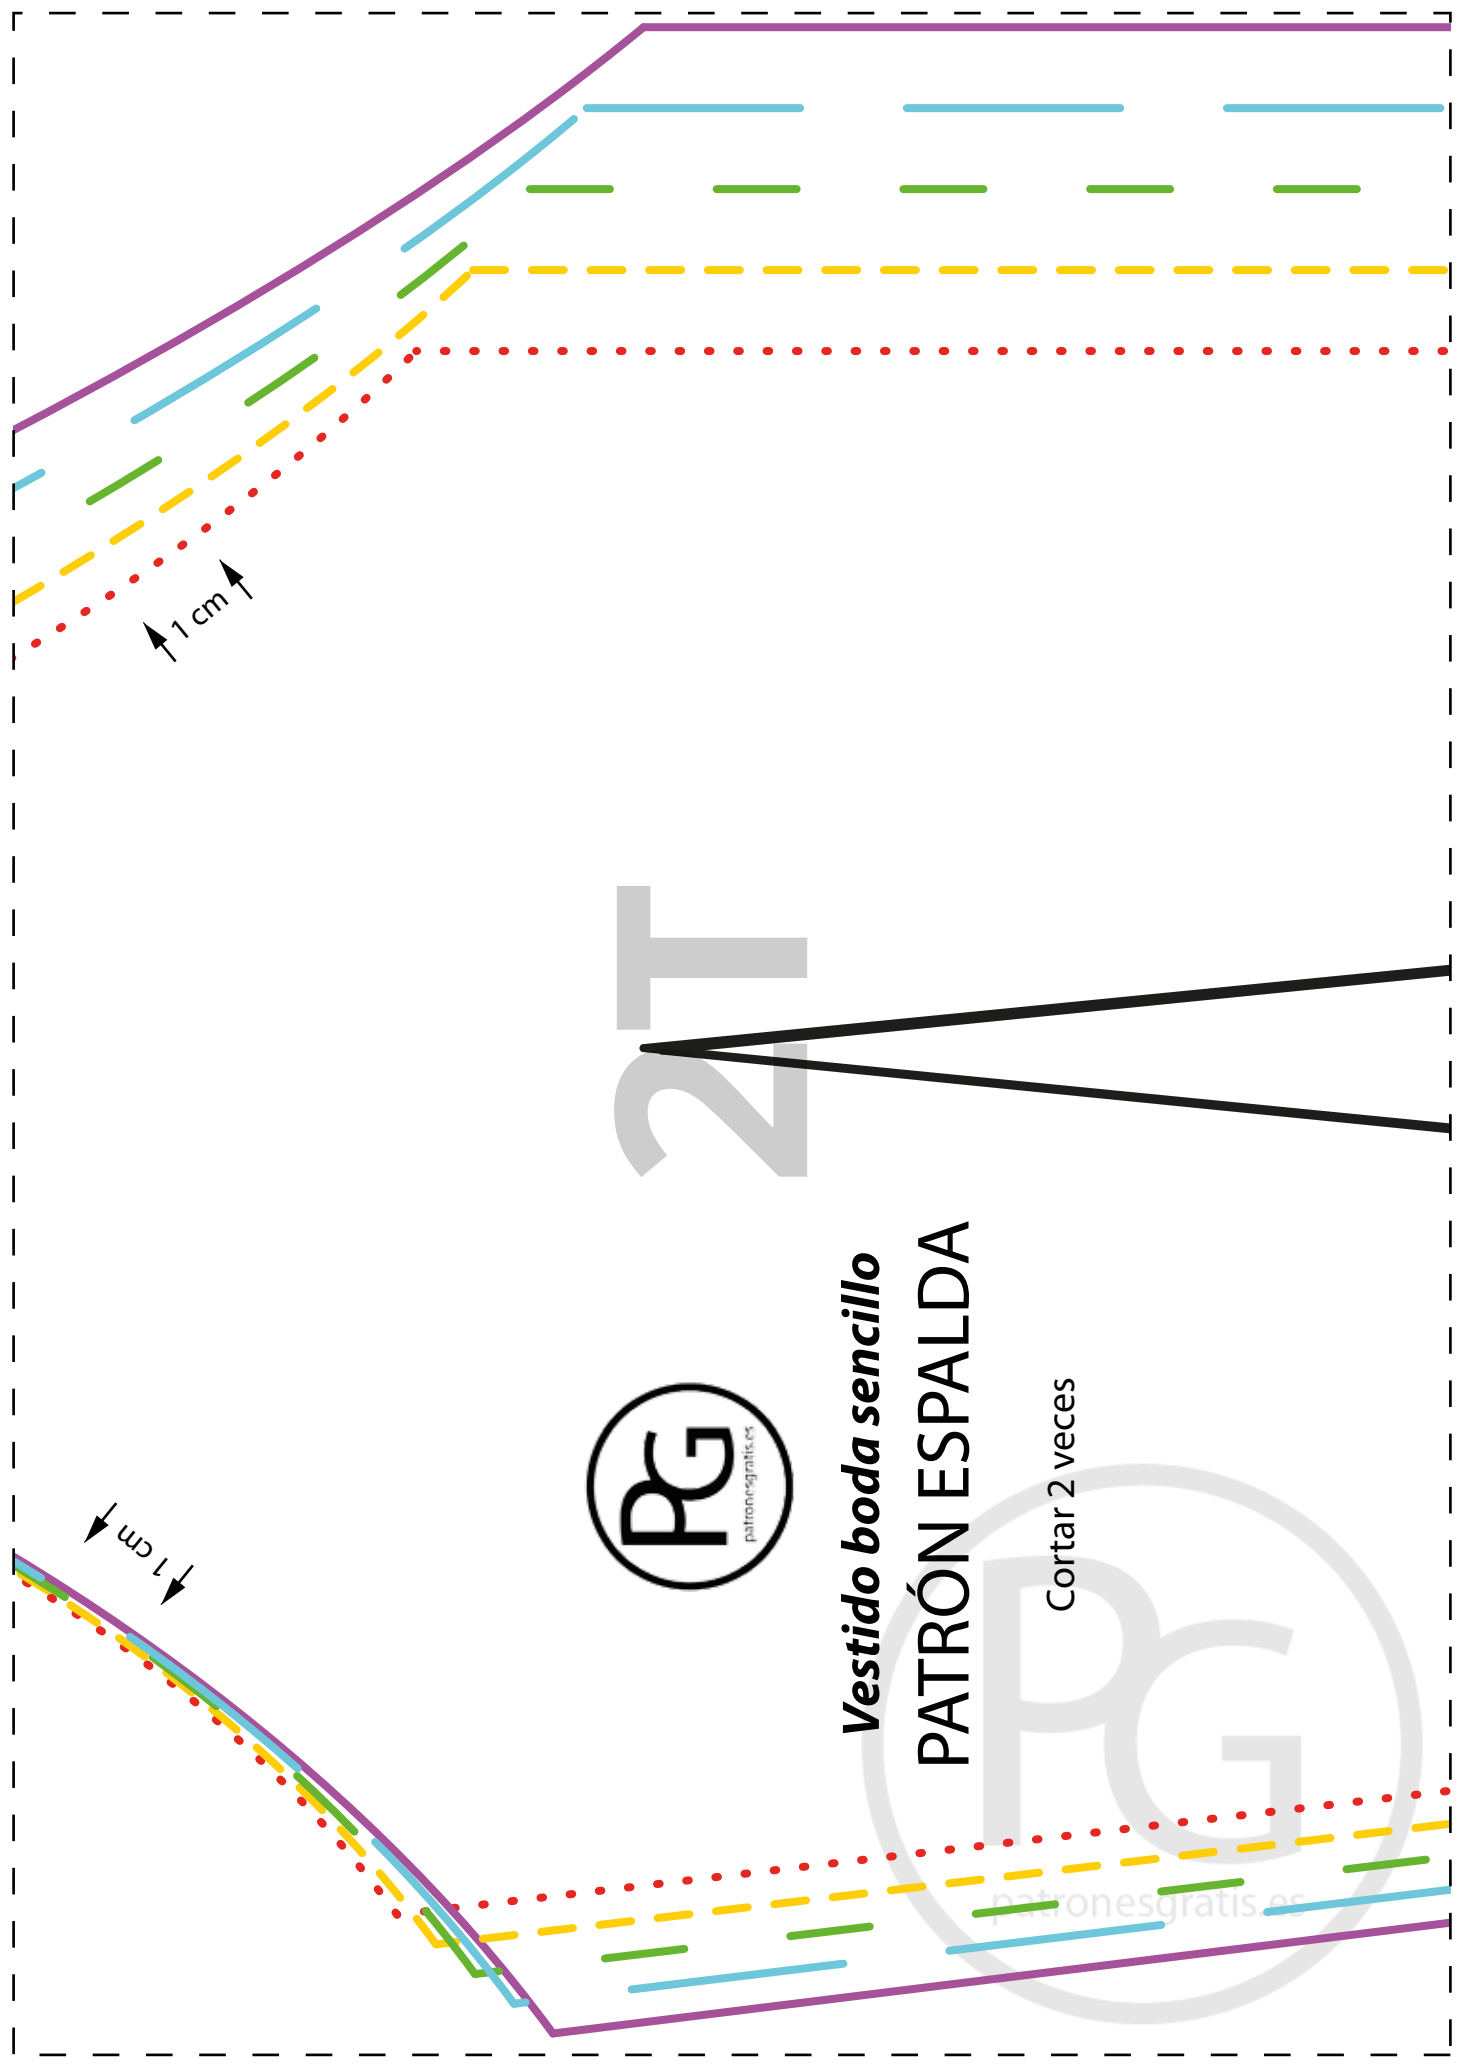 1 cm
2T
Vestido boda sencillo
PATRÓN ESPALDA
Cortar 2 veces
PG
patronesgratis.es
1 cm
PG
patronesgratis.es